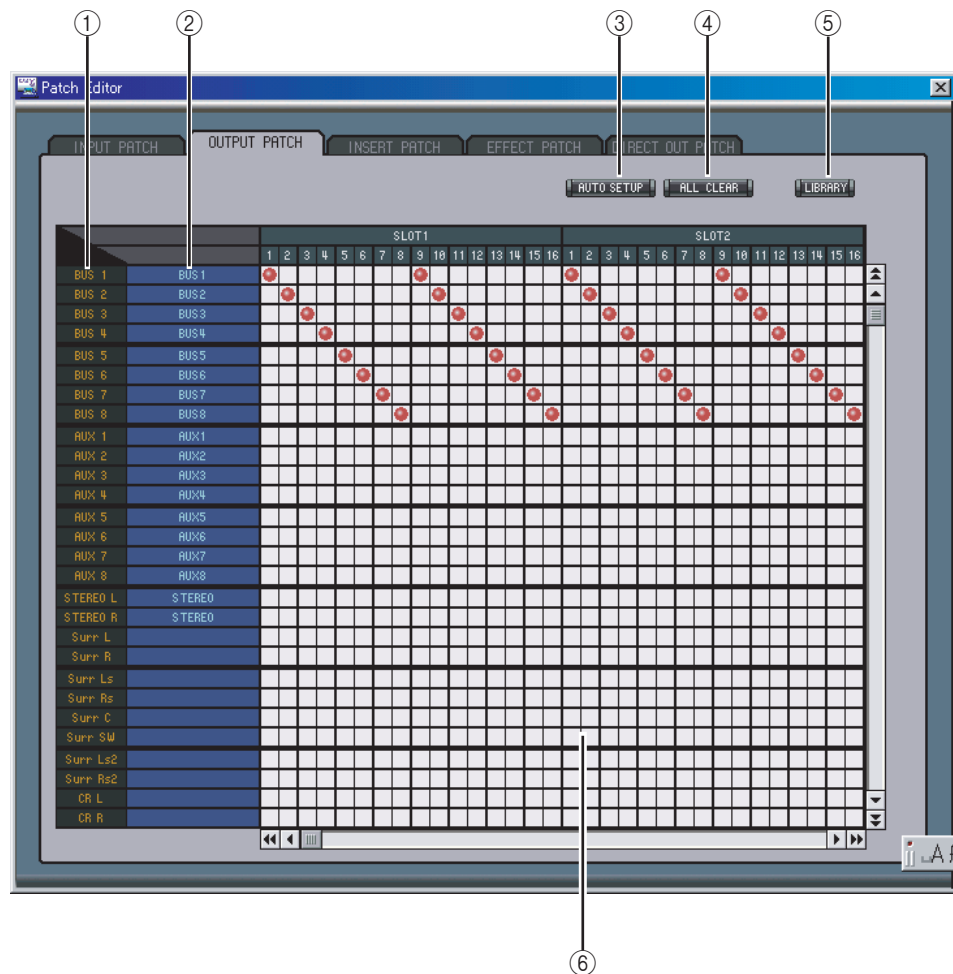 ① ② ③ ④ ⑤
Patch Editor
INPUT PATCH OUTPUT PATCH INSERT PATCH EFFECT PATCH DIRECT OUT PATCH
AUTO SETUP ALL CLEAR LIBRARY
SLOT1 SLOT2
1 2 3 4 5 6 7 8 9 10 11 12 13 14 15 16 1 2 3 4 5 6 7 8 9 10 11 12 13 14 15 16
BUS 1 BUS1
BUS 2 BUS2
BUS 3 BUS3
BUS 4 BUS4
BUS 5 BUS5
BUS 6 BUS6
BUS 7 BUS7
BUS 8 BUS8
AUX 1 AUX1
AUX 2 AUX2
AUX 3 AUX3
AUX 4 AUX4
AUX 5 AUX5
AUX 6 AUX6
AUX 7 AUX7
AUX 8 AUX8
STEREO L STEREO
STEREO R STEREO
Surr L
Surr R
Surr Ls
Surr Rs
Surr C
Surr SW
Surr Ls2
Surr Rs2
CR L
CR R
⑥